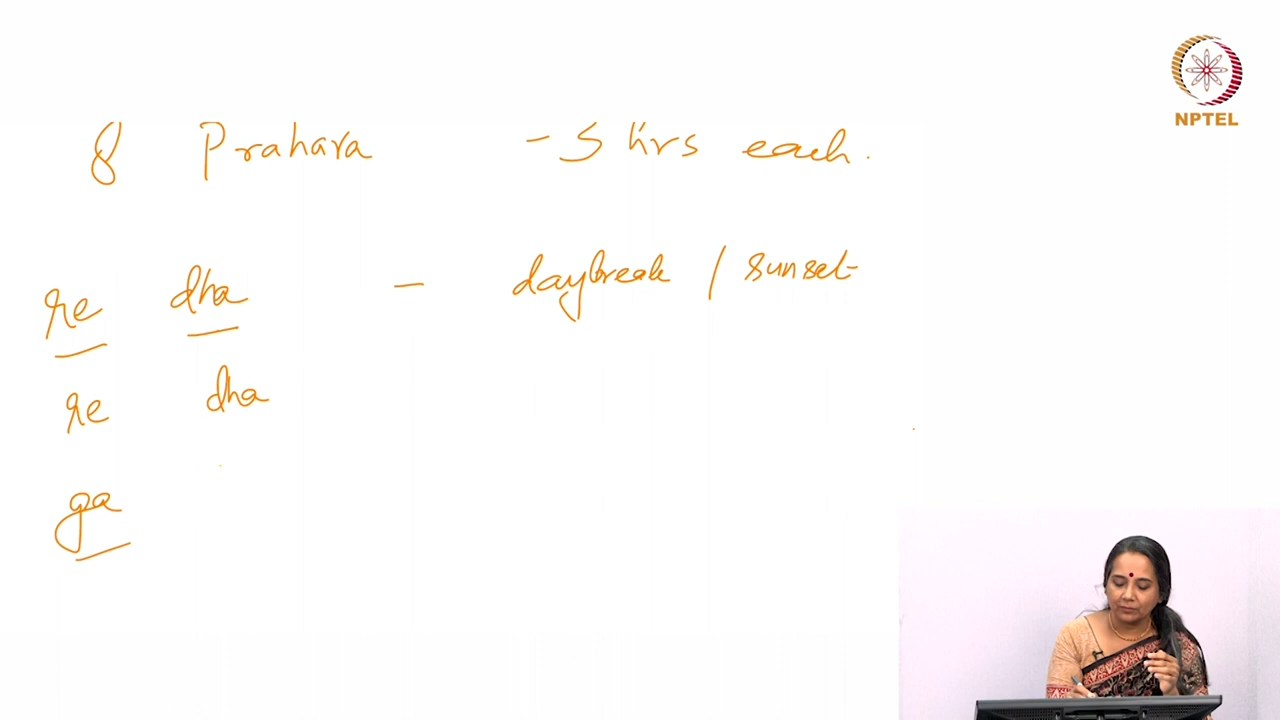 NPTEL
8 Prahara - 3 hrs each.
re dha - daybreak / sunset
re dha
ga